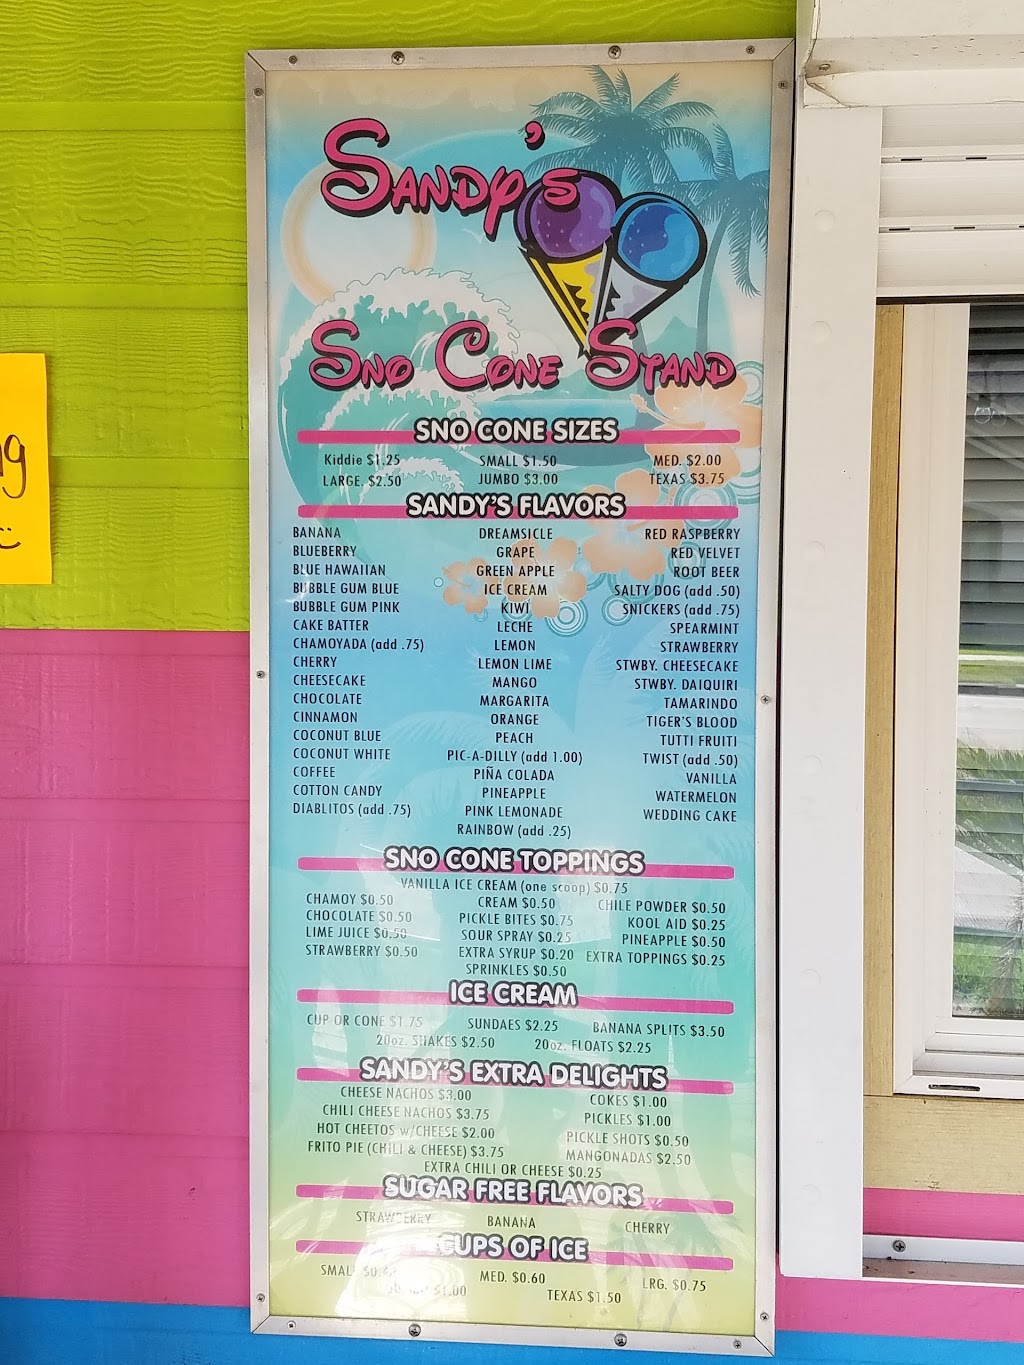 Sandy's
Sno Cone Stand
SNO CONE SIZES
Kiddie $1.25 SMALL $1.50 MED. $2.00
LARGE. $2.50 JUMBO $3.00 TEXAS $3.75
SANDY'S FLAVORS
BANANA DREAMSICLE RED RASPBERRY
BLUEBERRY GRAPE RED VELVET
BLUE HAWAIIAN GREEN APPLE ROOT BEER
BUBBLE GUM BLUE ICE CREAM SALTY DOG (add .50)
BUBBLE GUM PINK KIWI SNICKERS (add .75)
CAKE BATTER LECHE SPEARMINT
CHAMOYADA (add .75) LEMON STRAWBERRY
CHERRY LEMON LIME STWBY. CHEESECAKE
CHEESECAKE MANGO STWBY. DAIQUIRI
CHOCOLATE MARGARITA TAMARINDO
CINNAMON ORANGE TIGER'S BLOOD
COCONUT BLUE PEACH TUTTI FRUITI
COCONUT WHITE PIC-A-DILLY (add 1.00) TWIST (add .50)
COFFEE PIÑA COLADA VANILLA
COTTON CANDY PINEAPPLE WATERMELON
DIABLITOS (add .75) PINK LEMONADE WEDDING CAKE
RAINBOW (add .25)
SNO CONE TOPPINGS
VANILLA ICE CREAM (one scoop) $0.75
CHAMOY $0.50 CREAM $0.50 CHILE POWDER $0.50
CHOCOLATE $0.50 PICKLE BITES $0.75 KOOL AID $0.25
LIME JUICE $0.50 SOUR SPRAY $0.25 PINEAPPLE $0.50
STRAWBERRY $0.50 EXTRA SYRUP $0.20 EXTRA TOPPINGS $0.25
SPRINKLES $0.50
ICE CREAM
CUP OR CONE $1.75 SUNDAES $2.25 BANANA SPLITS $3.50
20oz. SHAKES $2.50 20oz. FLOATS $2.25
SANDY'S EXTRA DELIGHTS
CHEESE NACHOS $3.00 COKES $1.00
CHILI CHEESE NACHOS $3.75 PICKLES $1.00
HOT CHEETOS w/CHEESE $2.00 PICKLE SHOTS $0.50
FRITO PIE (CHILI & CHEESE) $3.75 MANGONADAS $2.50
EXTRA CHILI OR CHEESE $0.25
SUGAR FREE FLAVORS
STRAWBERRY BANANA CHERRY
CUPS OF ICE
SMALL MED. $0.60 LRG. $0.75
$1.00 TEXAS $1.50